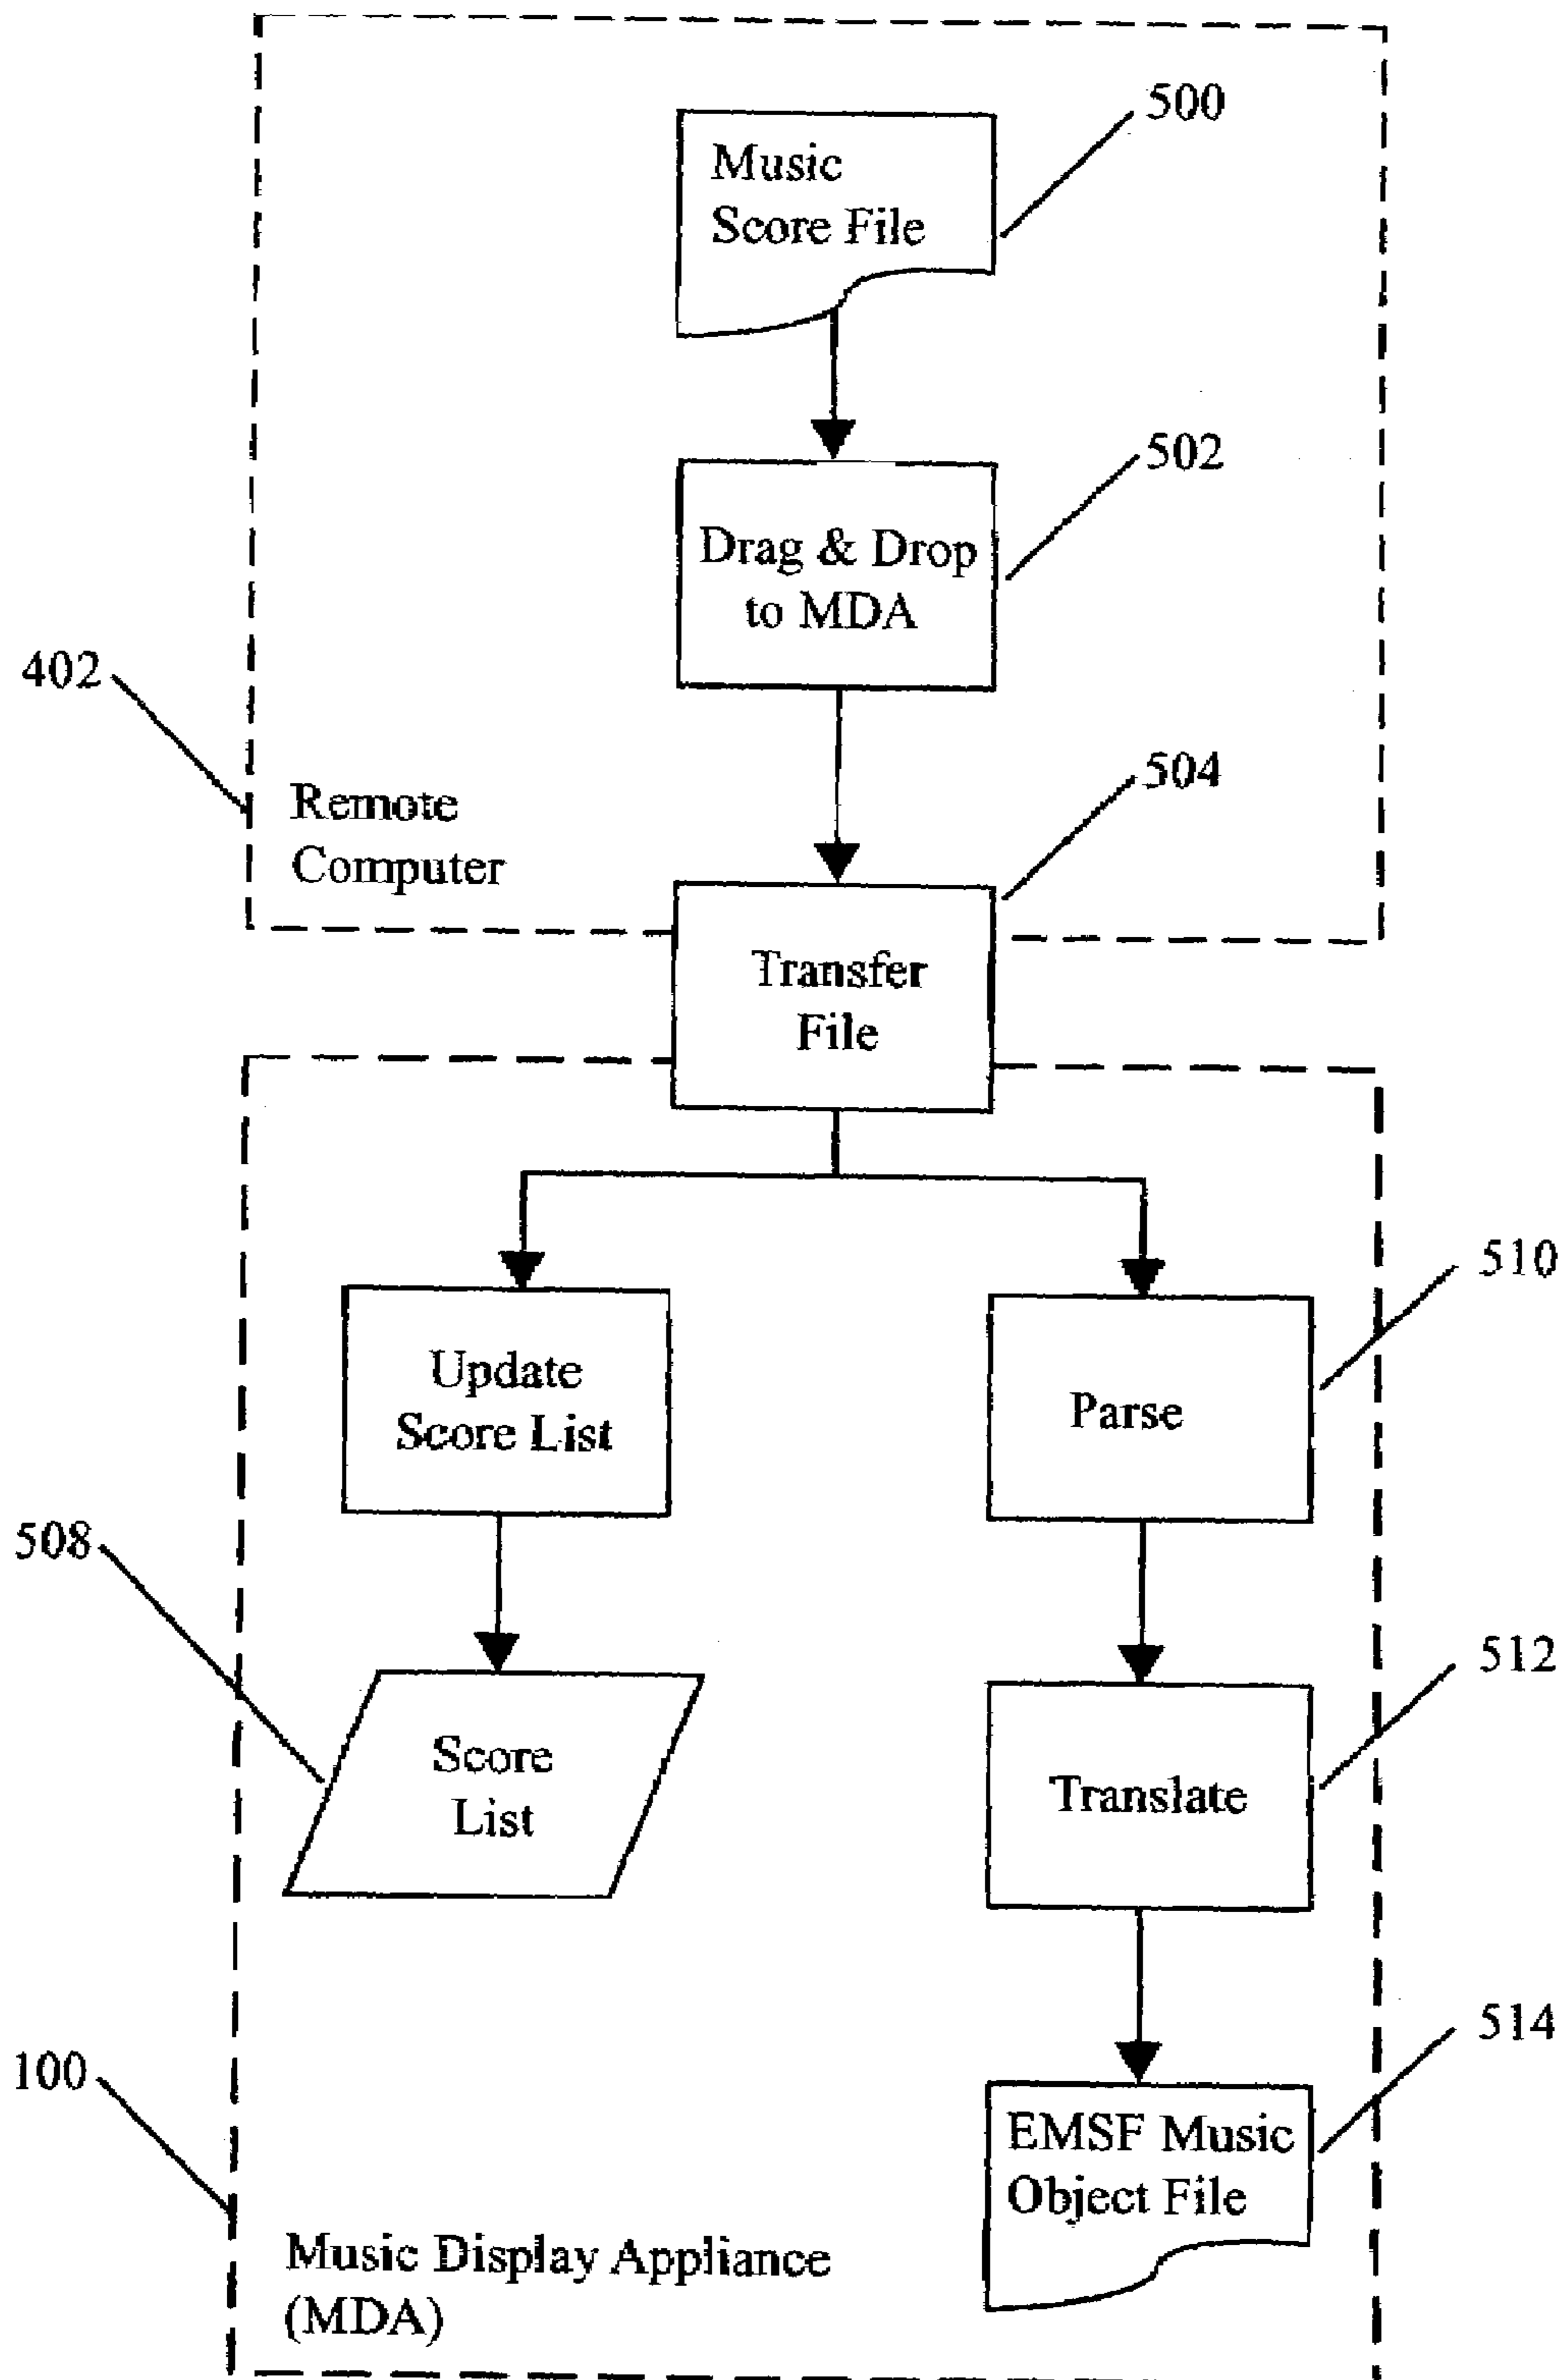 500
Music
Score File
502
Drag & Drop
to MDA
402
504
Remote
Computer
Transfer
File
510
Update
Score List
Parse
508
512
Score
List
Translate
514
100
EMSF Music
Object File
Music Display Appliance
(MDA)